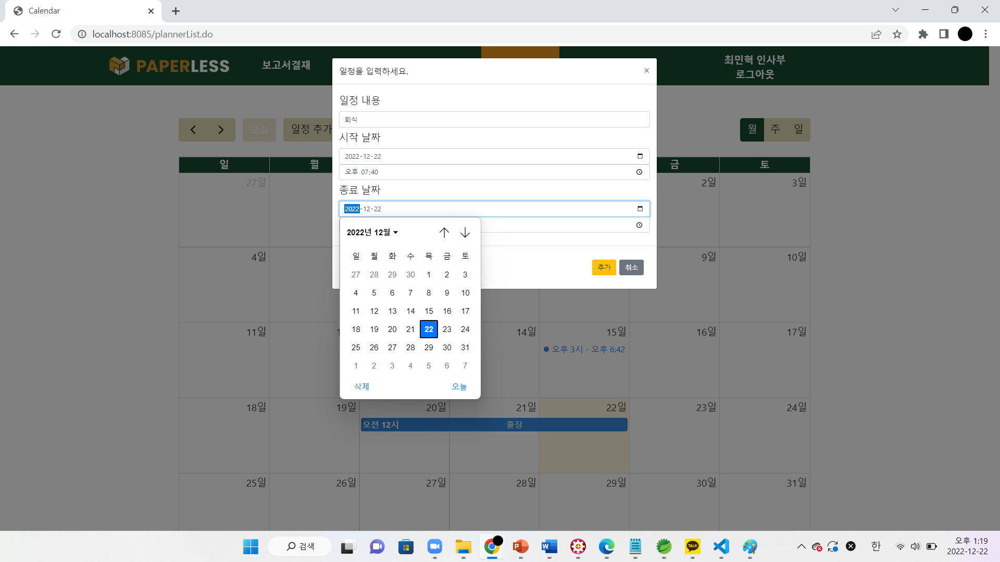 Calendar
localhost:8085/plannerList.do
PAPERLESS
보고서결재
최민혁 인사부
로그아웃
일정을 입력하세요.
×
일정 내용
회식
시작 날짜
2022-12-22
오후 07:40
종료 날짜
2022-12-22
2022년 12월
일 월 화 수 목 금 토
27 28 29 30 1 2 3
4 5 6 7 8 9 10
11 12 13 14 15 16 17
18 19 20 21 22 23 24
25 26 27 28 29 30 31
1 2 3 4 5 6 7
삭제 오늘
추가 취소
오늘 일정 추가
월 주 일
일 월 금 토
27일 2일 3일
4일 9일 10일
11일 14일 15일 16일 17일
오후 3시 - 오후 6:42
18일 19일 20일 21일 22일 23일 24일
오전 12시 출장
25일 26일 27일 28일 29일 30일 31일
검색
TALK
한
오후 1:19
2022-12-22